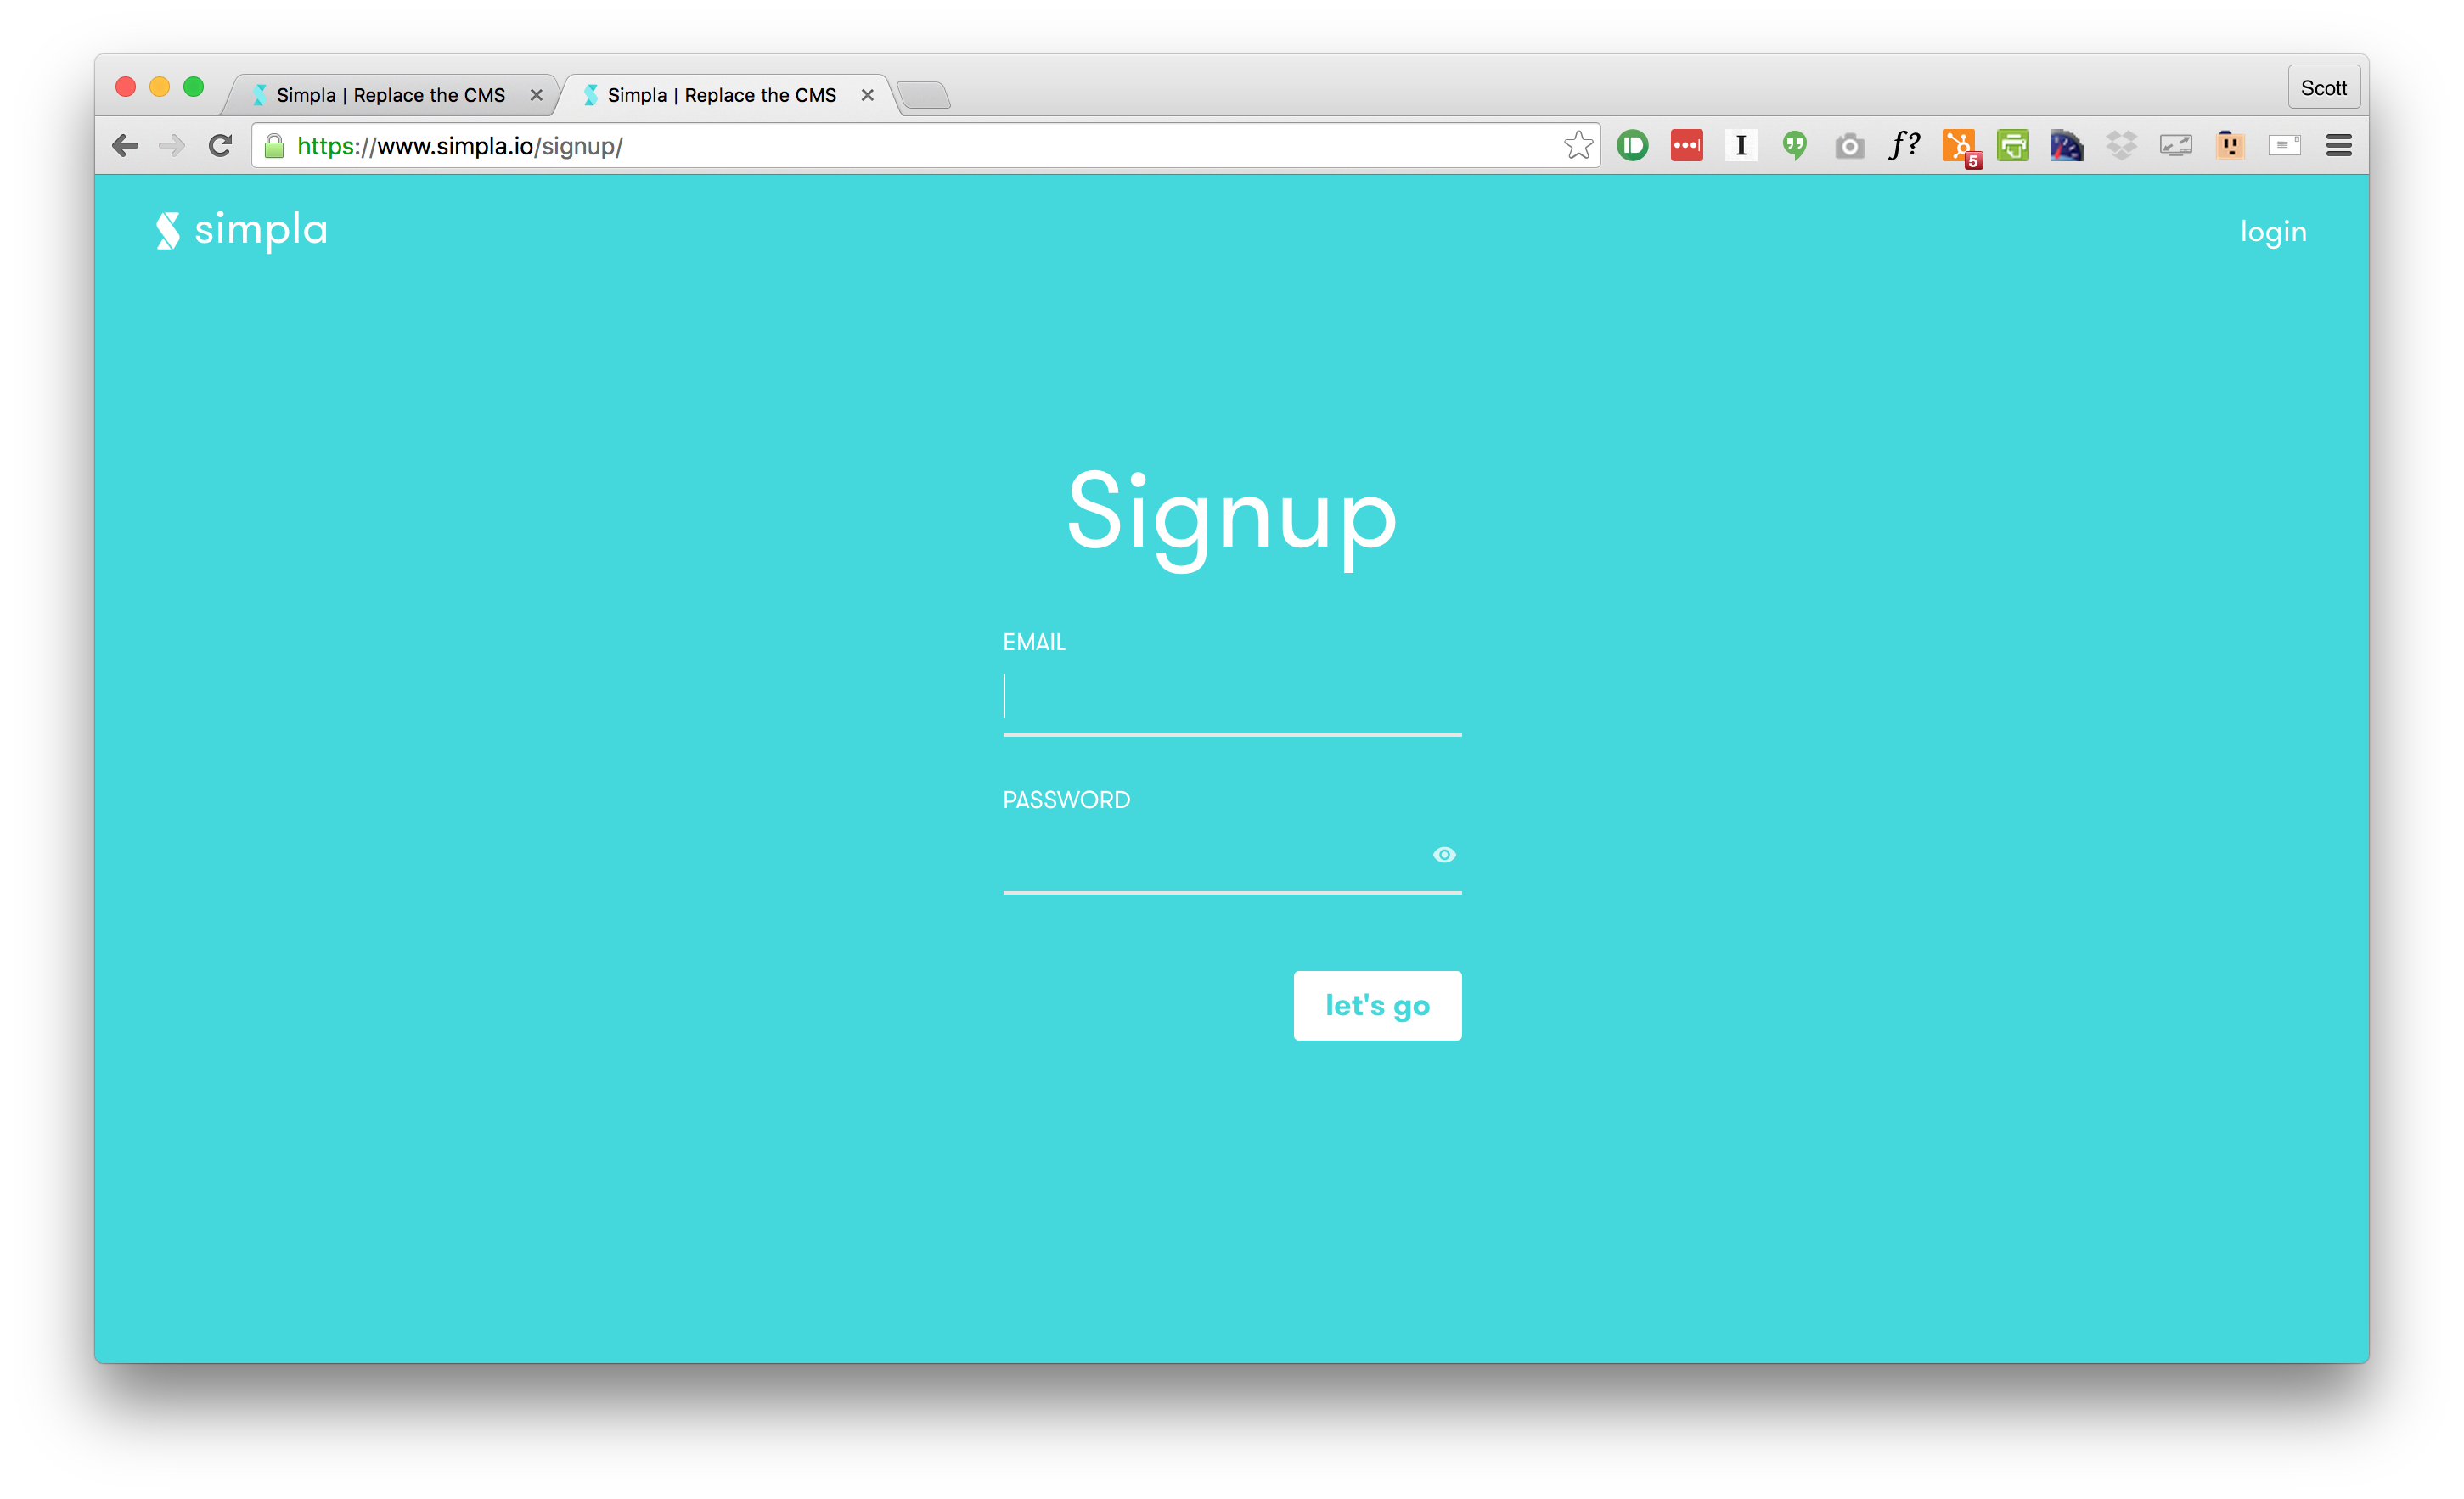 Simpla | Replace the CMS
Simpla | Replace the CMS
Scott
https://www.simpla.io/signup/
I
f?
5
simpla
login
Signup
EMAIL
PASSWORD
let's go